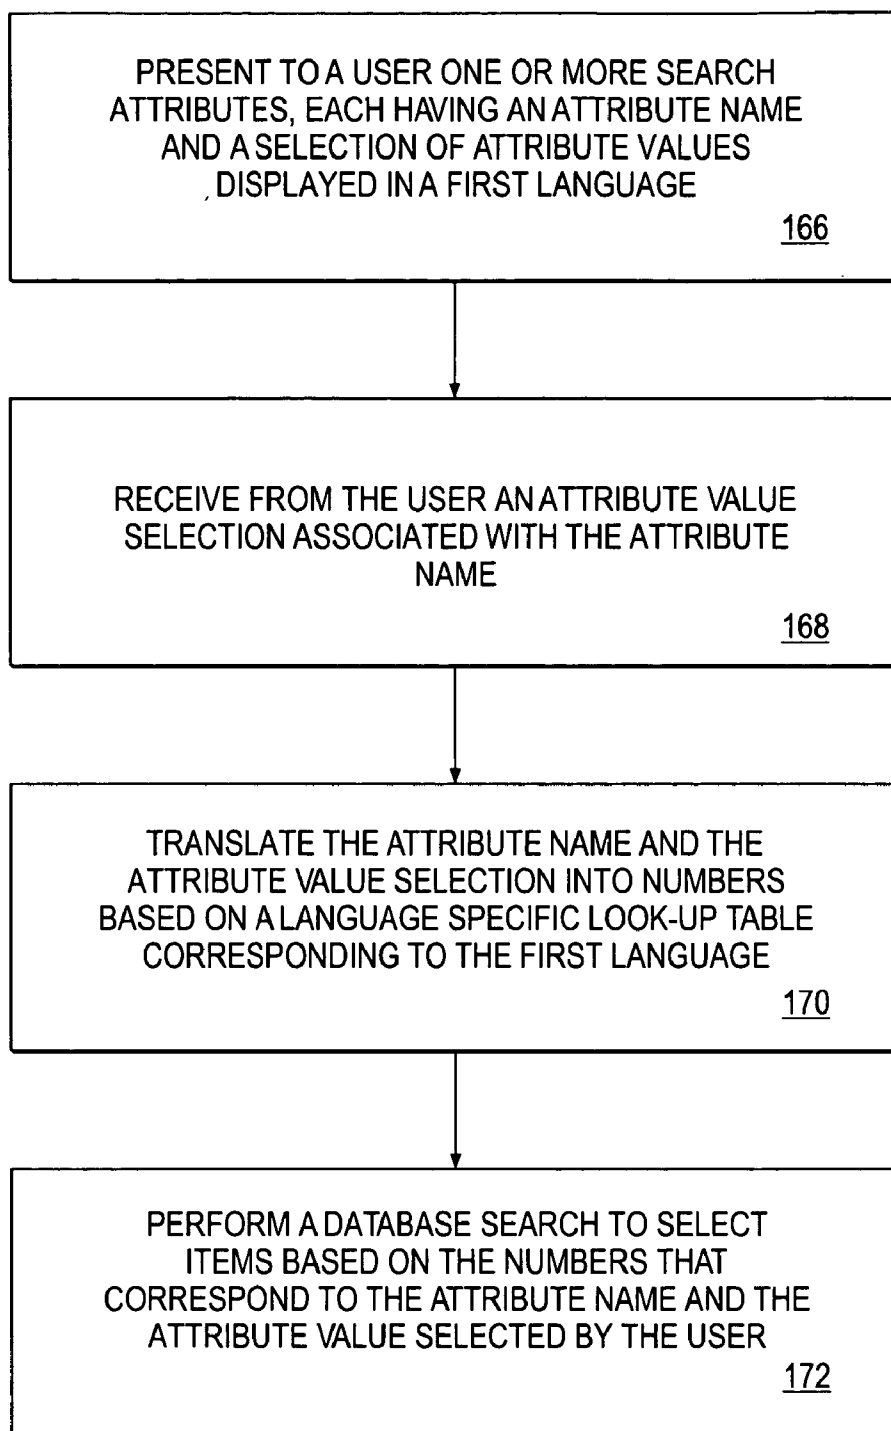 PRESENT TO A USER ONE OR MORE SEARCH
ATTRIBUTES, EACH HAVING AN ATTRIBUTE NAME
AND A SELECTION OF ATTRIBUTE VALUES
DISPLAYED IN A FIRST LANGUAGE
166
RECEIVE FROM THE USER AN ATTRIBUTE VALUE
SELECTION ASSOCIATED WITH THE ATTRIBUTE
NAME
168
TRANSLATE THE ATTRIBUTE NAME AND THE
ATTRIBUTE VALUE SELECTION INTO NUMBERS
BASED ON A LANGUAGE SPECIFIC LOOK-UP TABLE
CORRESPONDING TO THE FIRST LANGUAGE
170
PERFORM A DATABASE SEARCH TO SELECT
ITEMS BASED ON THE NUMBERS THAT
CORRESPOND TO THE ATTRIBUTE NAME AND THE
ATTRIBUTE VALUE SELECTED BY THE USER
172